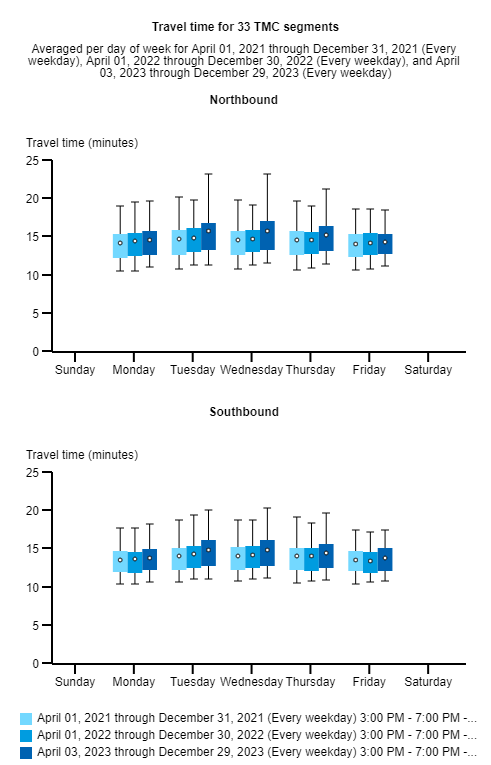 Travel time for 33 TMC segments
Averaged per day of week for April 01, 2021 through December 31, 2021 (Every
weekday), April 01, 2022 through December 30, 2022 (Every weekday), and April
03, 2023 through December 29, 2023 (Every weekday)
Northbound
Travel time (minutes)
25
20
15
10
5
0
Sunday Monday Tuesday Wednesday Thursday Friday Saturday
Southbound
Travel time (minutes)
25
20
15
10
5
0
Sunday Monday Tuesday Wednesday Thursday Friday Saturday
April 01, 2021 through December 31, 2021 (Every weekday) 3:00 PM - 7:00 PM -...
April 01, 2022 through December 30, 2022 (Every weekday) 3:00 PM - 7:00 PM -...
April 03, 2023 through December 29, 2023 (Every weekday) 3:00 PM - 7:00 PM -...